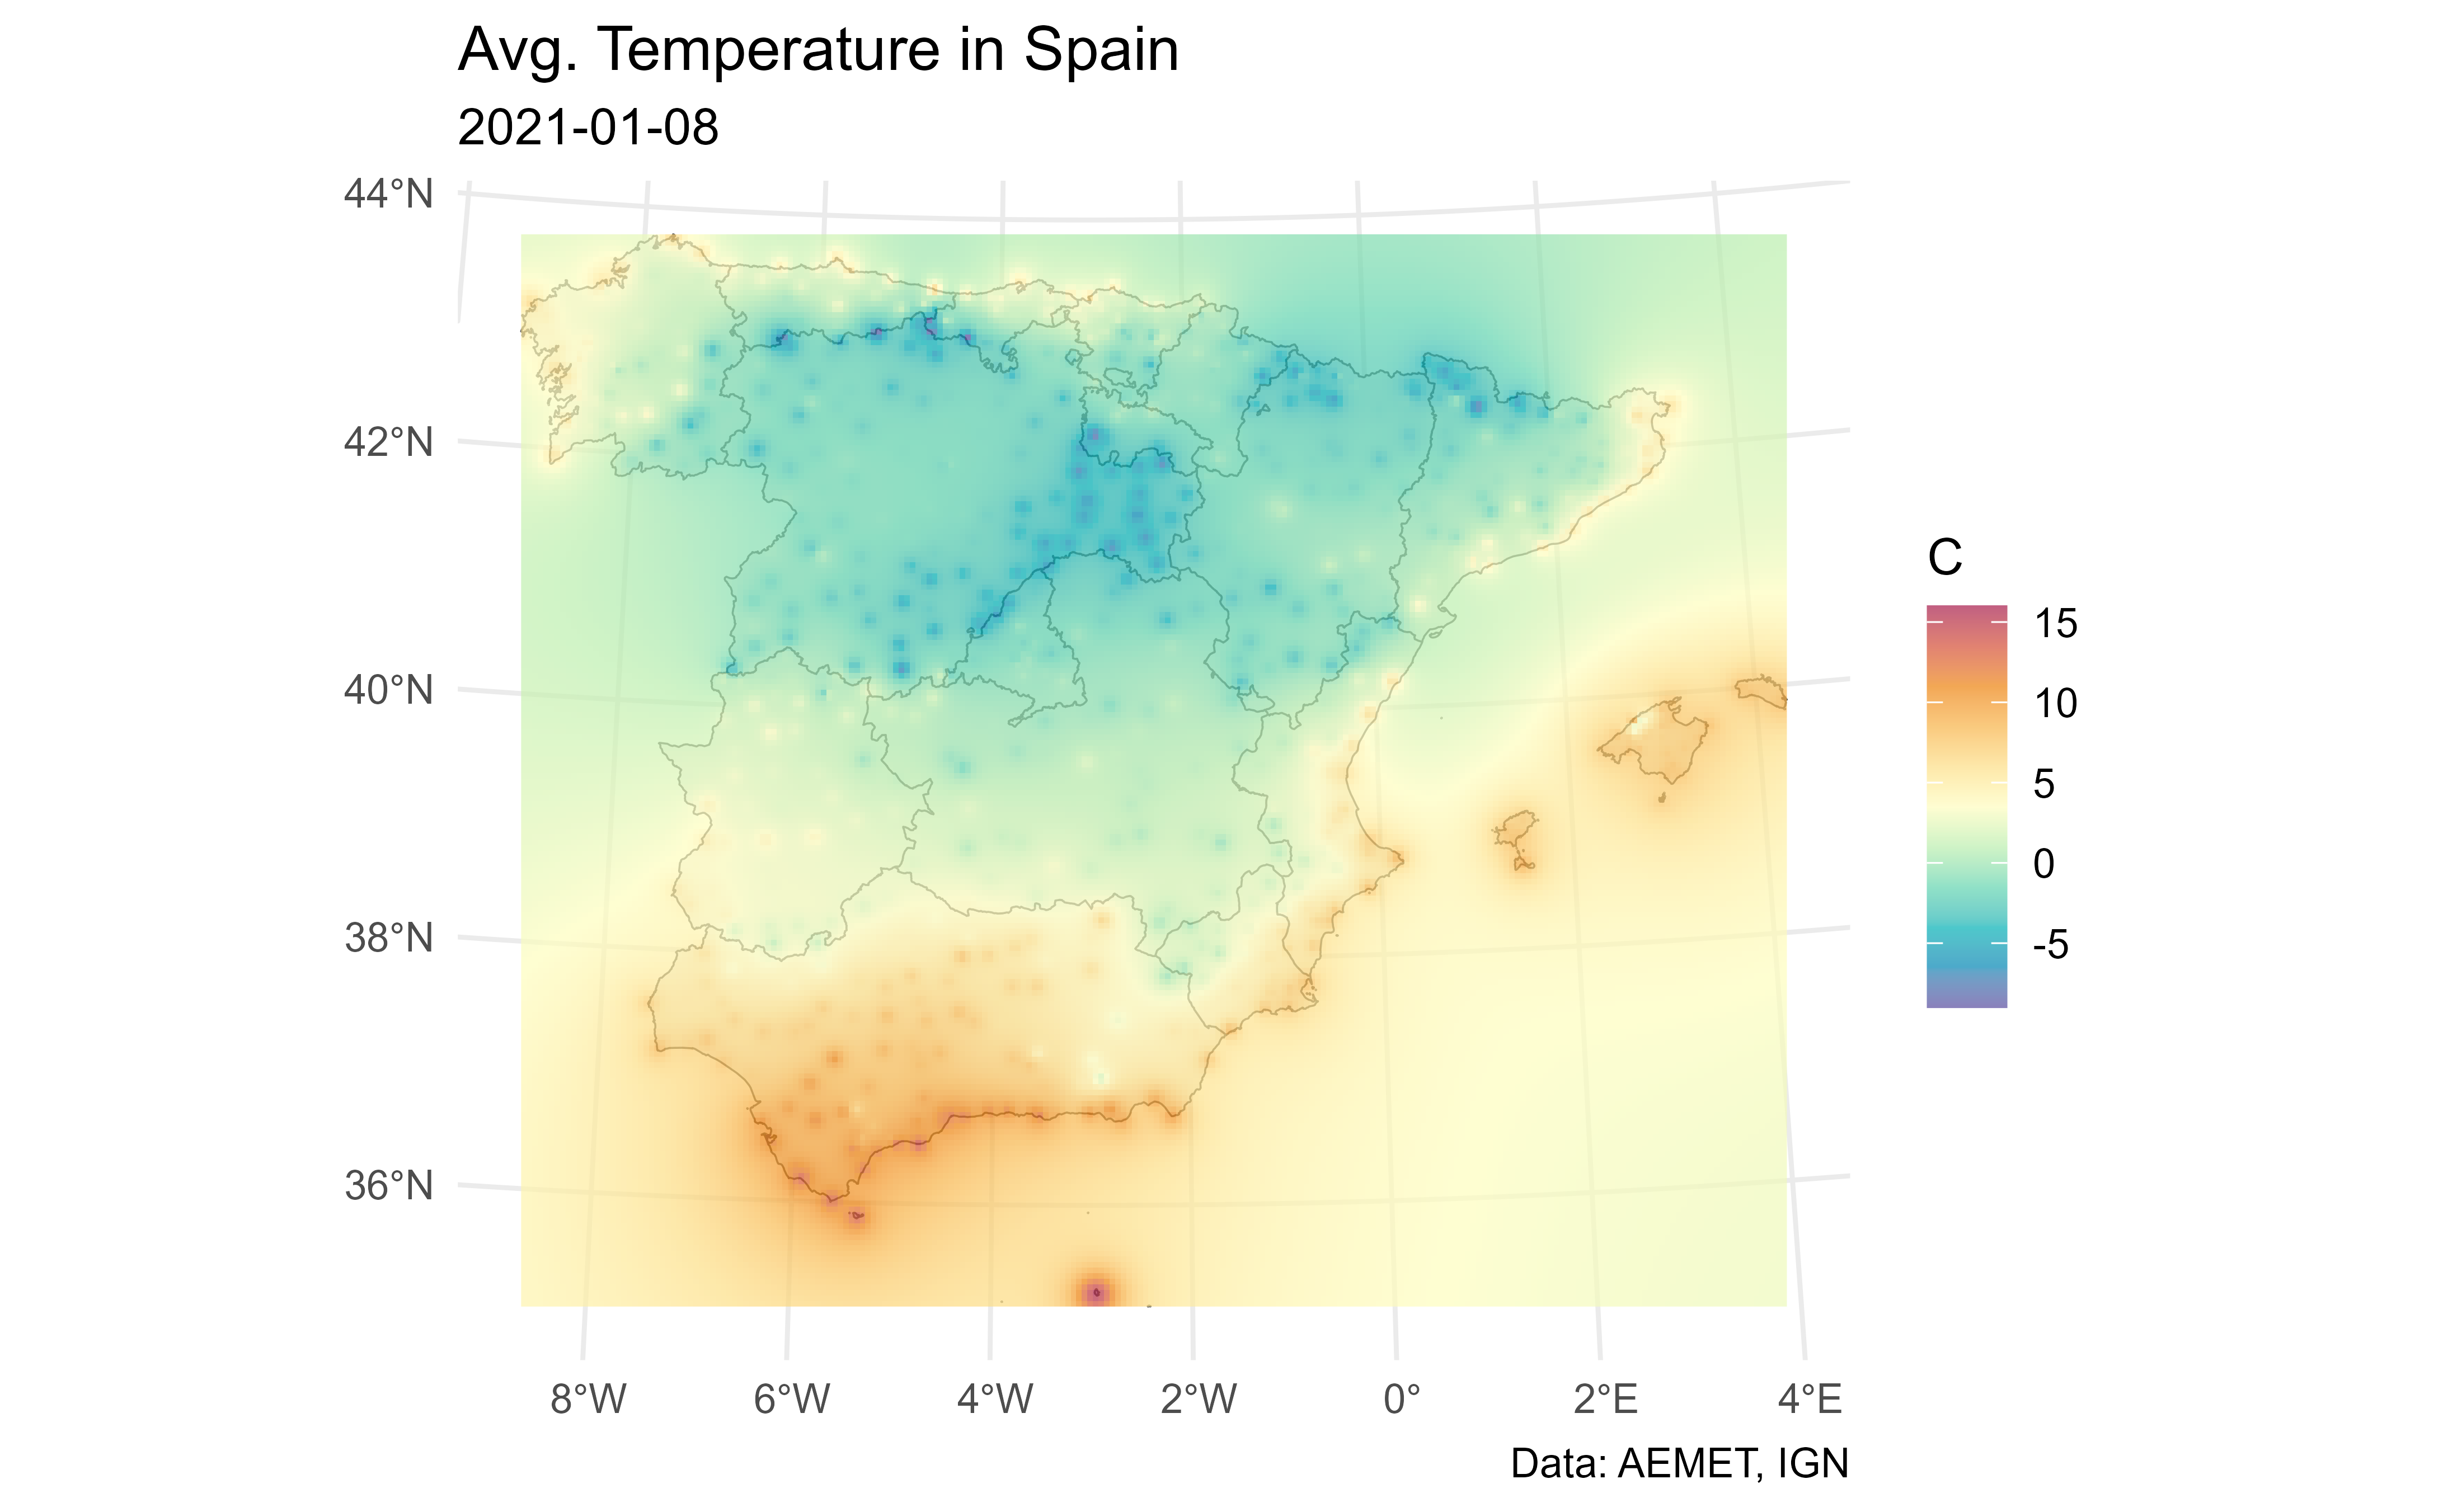 Avg. Temperature in Spain
2021-01-08
44°N
42°N
40°N
38°N
36°N
8°W 6°W 4°W 2°W 0° 2°E 4°E
C
15
10
5
0
-5
Data: AEMET, IGN